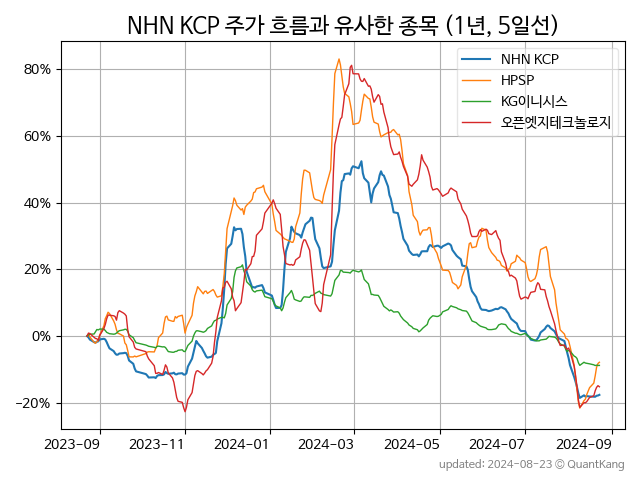 NHN KCP 주가 흐름과 유사한 종목 (1년, 5일선)
NHN KCP
HPSP
KG이니시스
오픈엣지테크놀로지
80%
60%
40%
20%
0%
−20%
2023-09 2023-11 2024-01 2024-03 2024-05 2024-07 2024-09
updated: 2024-08-23 © QuantKang